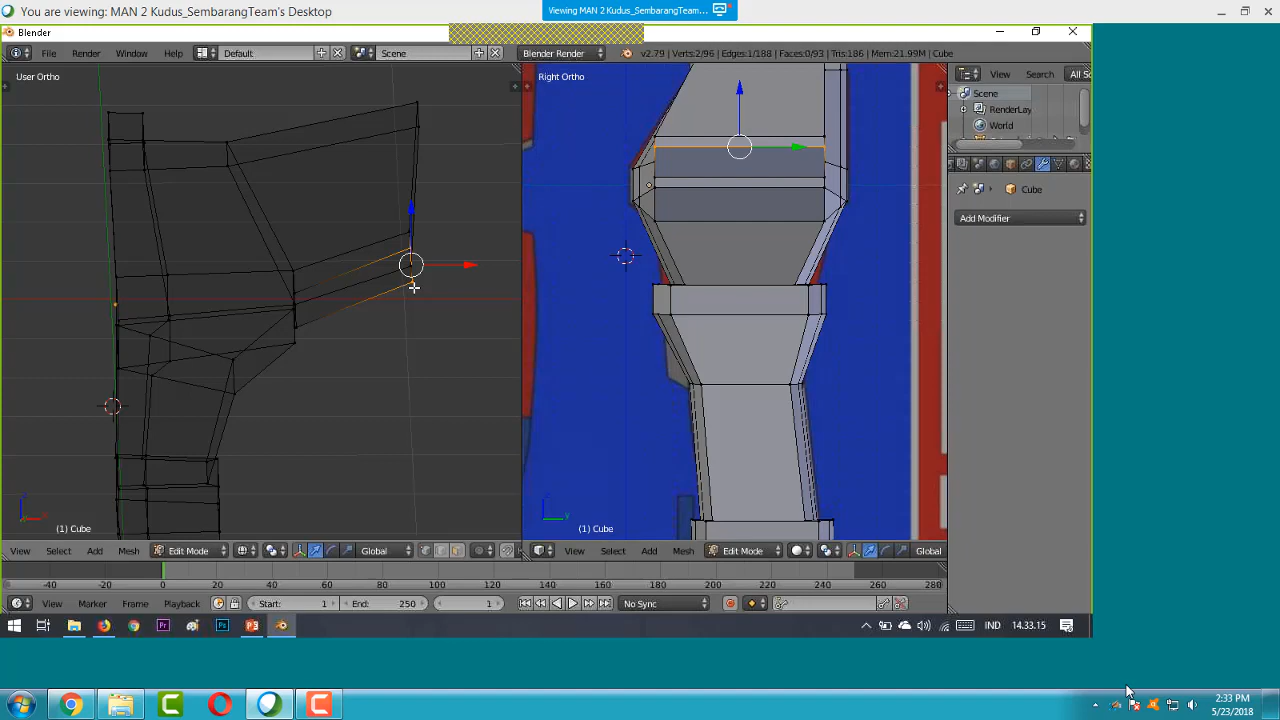 You are viewing: MAN 2 Kudus_SembarangTeam's Desktop
Viewing MAN 2 Kudus_SembarangTeam...
Blender
File Render Window Help Default Scene Blender Render v2.79 | Verts:2/96 | Edges:1/188 | Faces:0/93 | Tris:186 | Mem:21.99M | Cube
View Search All Sc
User Ortho
Right Ortho
Scene
RenderLay
World
Cube
Add Modifier
(1) Cube
(1) Cube
View Select Add Mesh Edit Mode Global
View Select Add Mesh Edit Mode Global
-40 -20 0 20 40 60 80 100 120 140 160 180 200 220 240 260 280
View Marker Frame Playback Start: 1 End: 250 1 No Sync
IND 14.33.15
2:33 PM
5/23/2018